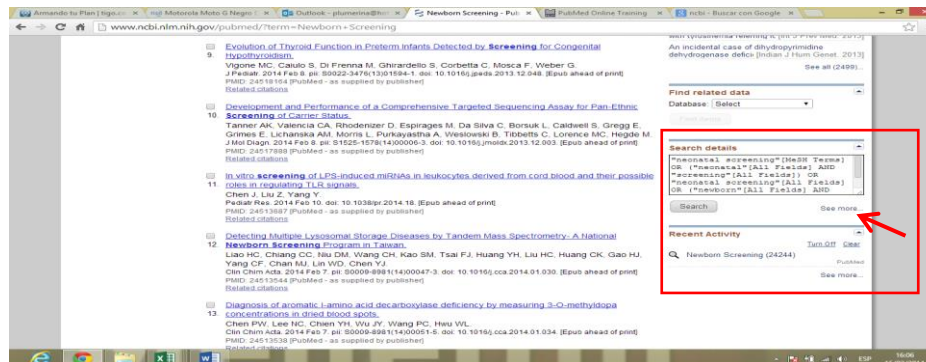 Armando tu Plan | tigo.co
Motorola Moto G Negro
Outlook - plumerina@hot
Newborn Screening - Pub
PubMed Online Training
ncbi - Buscar con Google
www.ncbi.nlm.nih.gov/pubmed/?term=Newborn+Screening
9. Evolution of Thyroid Function in Preterm Infants Detected by Screening for Congenital
Hypothyroidism.
Vigone MC, Caiulo S, Di Frenna M, Ghirardello S, Corbetta C, Mosca F, Weber G.
J Pediatr. 2014 Feb 8. pii: S0022-3476(13)01594-1. doi: 10.1016/j.jpeds.2013.12.048. [Epub ahead of print]
PMID: 24518164 [PubMed - as supplied by publisher]
Related citations
Development and Performance of a Comprehensive Targeted Sequencing Assay for Pan-Ethnic
10. Screening of Carrier Status.
Tanner AK, Valencia CA, Rhodenizer D, Espirages M, Da Silva C, Borsuk L, Caldwell S, Gregg E,
Grimes E, Lichanska AM, Morris L, Purkayastha A, Weslowski B, Tibbetts C, Lorence MC, Hegde M.
J Mol Diagn. 2014 Feb 8. pii: S1525-1578(14)00006-3. doi: 10.1016/j.jmoldx.2013.12.003. [Epub ahead of print]
PMID: 24517888 [PubMed - as supplied by publisher]
Related citations
In vitro screening of LPS-induced miRNAs in leukocytes derived from cord blood and their possible
11. roles in regulating TLR signals.
Chen J, Liu Z, Yang Y.
Pediatr Res. 2014 Feb 10. doi: 10.1038/pr.2014.18. [Epub ahead of print]
PMID: 24513687 [PubMed - as supplied by publisher]
Related citations
Detecting Multiple Lysosomal Storage Diseases by Tandem Mass Spectrometry- A National
12. Newborn Screening Program in Taiwan.
Liao HC, Chiang CC, Niu DM, Wang CH, Kao SM, Tsai FJ, Huang YH, Liu HC, Huang CK, Gao HJ,
Yang CF, Chan MJ, Lin WD, Chen YJ.
Clin Chim Acta. 2014 Feb 7. pii: S0009-8981(14)00047-3. doi: 10.1016/j.cca.2014.01.030. [Epub ahead of print]
PMID: 24513544 [PubMed - as supplied by publisher]
Related citations
Diagnosis of aromatic l-amino acid decarboxylase deficiency by measuring 3-O-methyldopa
13. concentrations in dried blood spots.
Chen PW, Lee NC, Chien YH, Wu JY, Wang PC, Hwu WL.
Clin Chim Acta. 2014 Feb 7. pii: S0009-8981(14)00051-5. doi: 10.1016/j.cca.2014.01.034. [Epub ahead of print]
PMID: 24513538 [PubMed - as supplied by publisher]
Related citations
with tyrosinemia referring it [Int J Prev Med. 2013]
An incidental case of dihydropyrimidine
dehydrogenase defici [Indian J Hum Genet. 2013]
See all (2499)...
Find related data
Database: Select
Search details
"neonatal screening"[MeSH Terms]
OR ("neonatal"[All Fields] AND
"screening"[All Fields]) OR
"neonatal screening"[All Fields]
OR ("newborn"[All Fields] AND
Search
See more...
Recent Activity
Turn Off Clear
Newborn Screening (24244)
PubMed
See more...
ESP
16:06